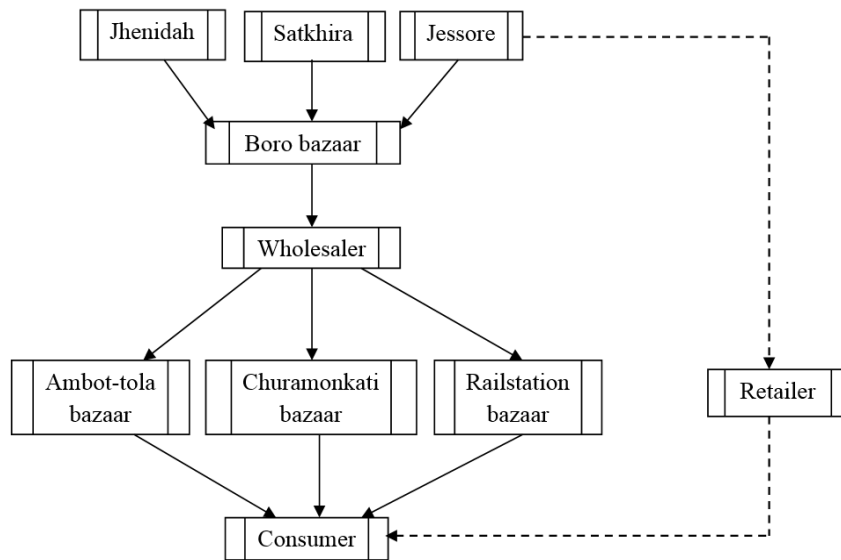 Jhenidah
Satkhira
Jessore
Boro bazaar
Wholesaler
Ambot-tola
bazaar
Churamonkati
bazaar
Railstation
bazaar
Retailer
Consumer